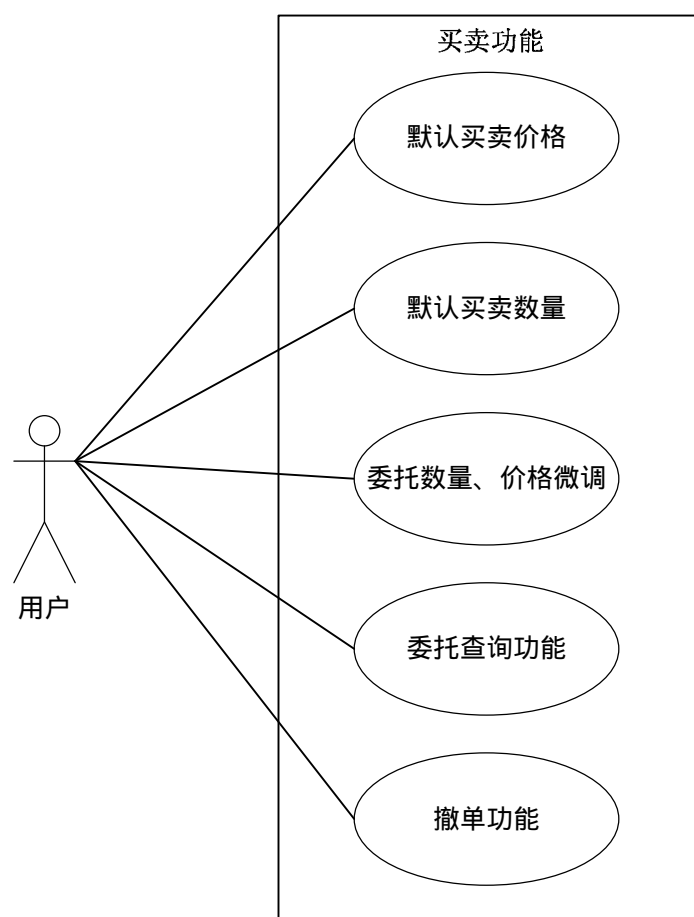 买卖功能
默认买卖价格
默认买卖数量
委托数量、价格微调
用户
委托查询功能
撤单功能